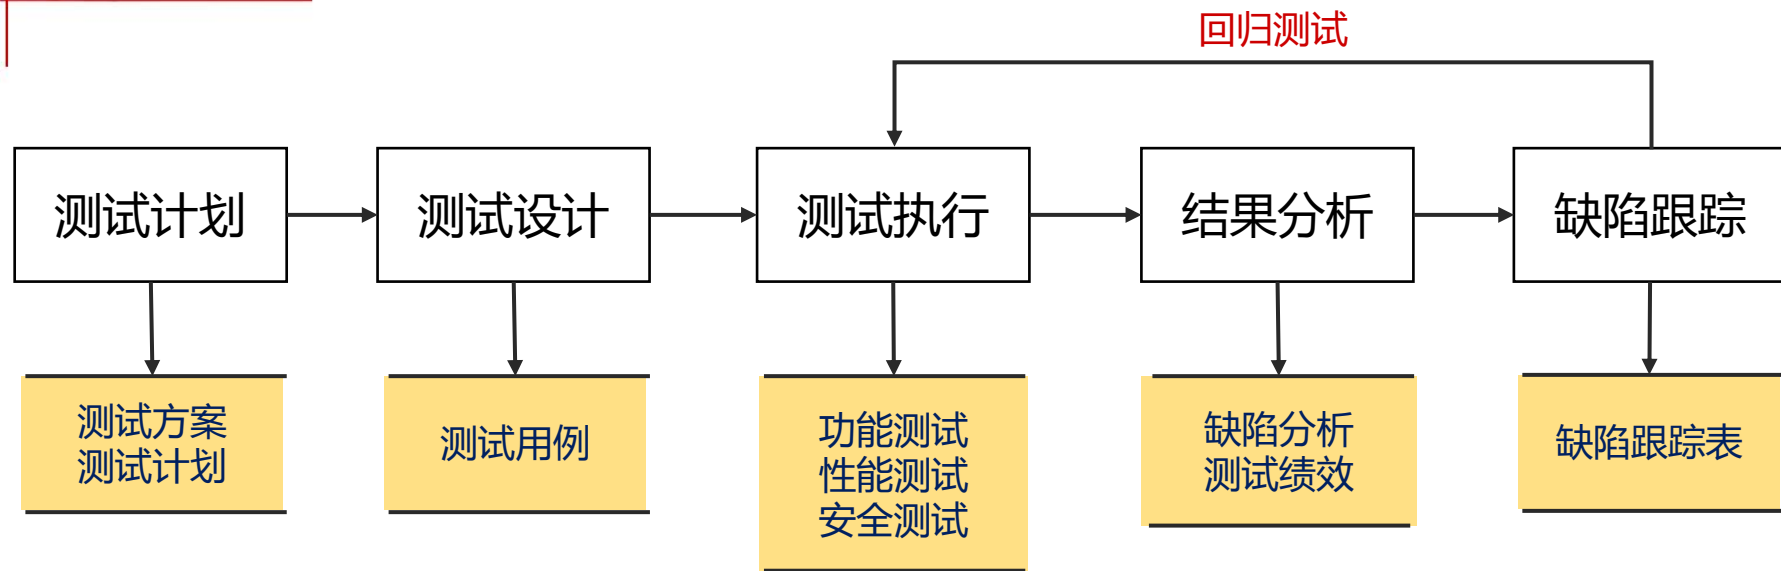 回归测试
测试计划
测试设计
测试执行
结果分析
缺陷跟踪
测试方案
测试计划
测试用例
功能测试
性能测试
安全测试
缺陷分析
测试绩效
缺陷跟踪表